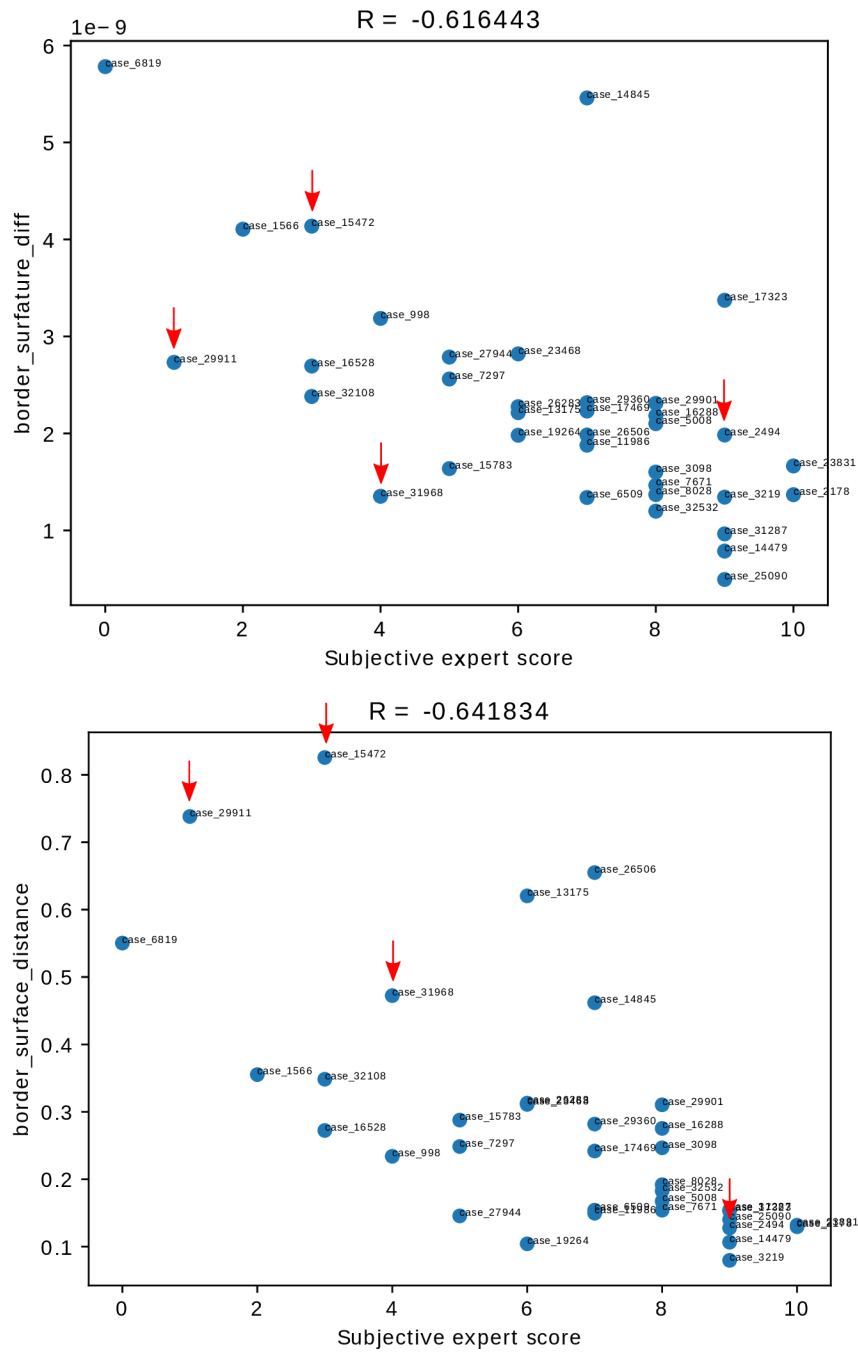 R = -0.616443
1e−9
6
case_6819
case_14845
5
case_15472
case_1566
4
case_17323
case_998
3
case_27944
case_23468
case_29911
case_16528
case_7297
case_32108
case_26283
case_29360
case_29901
case_13175
case_17469
case_16288
case_5008
2
case_19264
case_26506
case_2494
case_11986
case_15783
case_23831
case_3098
case_7671
case_31968
case_6509
case_8028
case_3219
case_2178
case_32532
1
case_31287
case_14479
case_25090
border_surfature_diff
0 2 4 6 8 10
Subjective expert score
R = -0.641834
case_15472
0.8
case_29911
0.7
case_26506
case_13175
0.6
case_6819
0.5
case_31968
case_14845
0.4
case_1566
case_32108
0.3
case_29901
case_15783
case_29360
case_16288
case_16528
case_7297
case_17469
case_3098
case_998
0.2
case_8028
case_32532
case_5008
case_6509
case_7671
case_11986
case_27944
case_25090
case_2494
case_19264
case_14479
0.1
case_3219
border_surface_distance
0 2 4 6 8 10
Subjective expert score